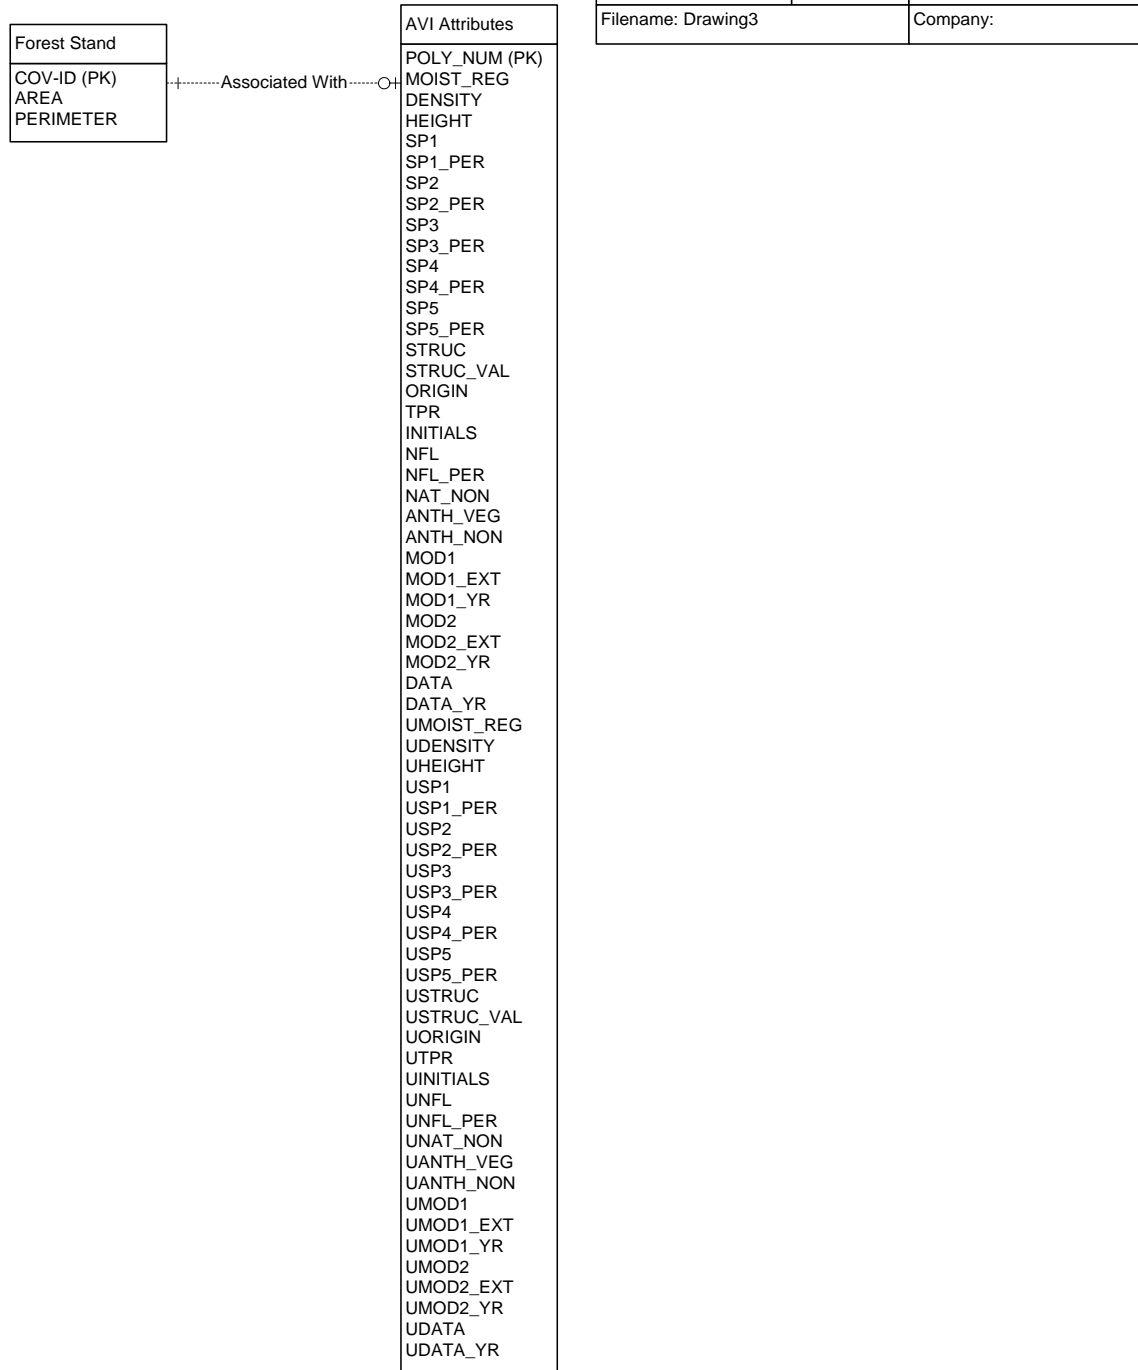 Forest Stand
COV-ID (PK)
AREA
PERIMETER
Associated With
AVI Attributes
POLY_NUM (PK)
MOIST_REG
DENSITY
HEIGHT
SP1
SP1_PER
SP2
SP2_PER
SP3
SP3_PER
SP4
SP4_PER
SP5
SP5_PER
STRUC
STRUC_VAL
ORIGIN
TPR
INITIALS
NFL
NFL_PER
NAT_NON
ANTH_VEG
ANTH_NON
MOD1
MOD1_EXT
MOD1_YR
MOD2
MOD2_EXT
MOD2_YR
DATA
DATA_YR
UMOIST_REG
UDENSITY
UHEIGHT
USP1
USP1_PER
USP2
USP2_PER
USP3
USP3_PER
USP4
USP4_PER
USP5
USP5_PER
USTRUC
USTRUC_VAL
UORIGIN
UTPR
UINITIALS
UNFL
UNFL_PER
UNAT_NON
UANTH_VEG
UANTH_NON
UMOD1
UMOD1_EXT
UMOD1_YR
UMOD2
UMOD2_EXT
UMOD2_YR
UDATA
UDATA_YR
Filename: Drawing3
Company: